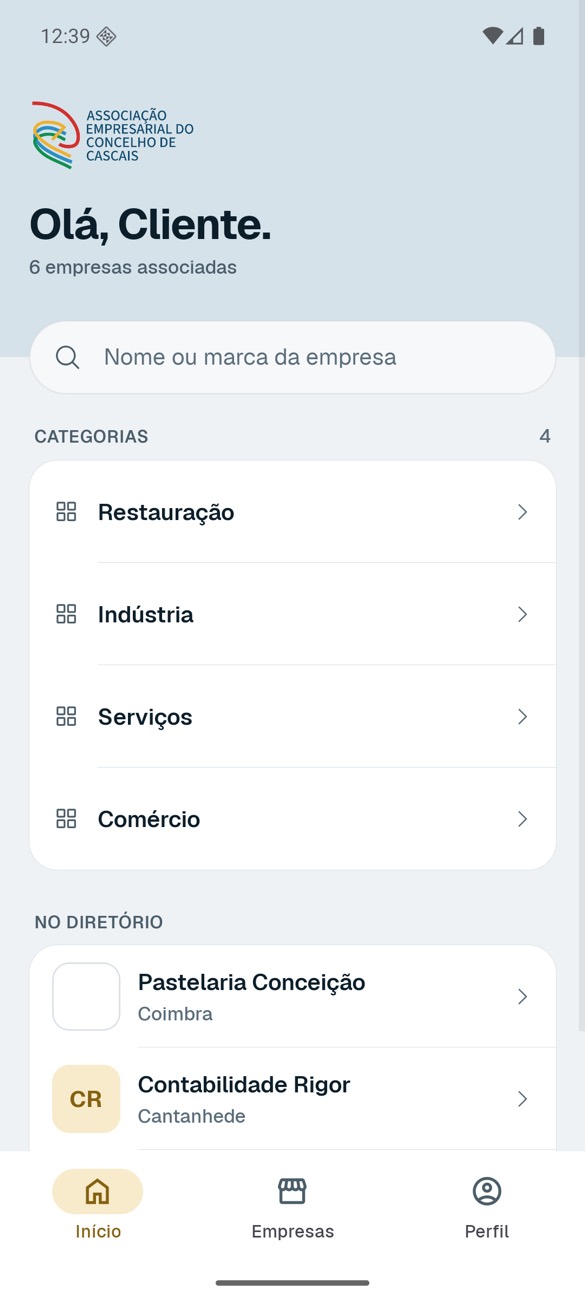 12:39
ASSOCIAÇÃO
EMPRESARIAL DO
CONCELHO DE
CASCAIS
Olá, Cliente.
6 empresas associadas
Nome ou marca da empresa
CATEGORIAS 4
Restauração
Indústria
Serviços
Comércio
NO DIRETÓRIO
Pastelaria Conceição
Coimbra
CR
Contabilidade Rigor
Cantanhede
Início Empresas Perfil